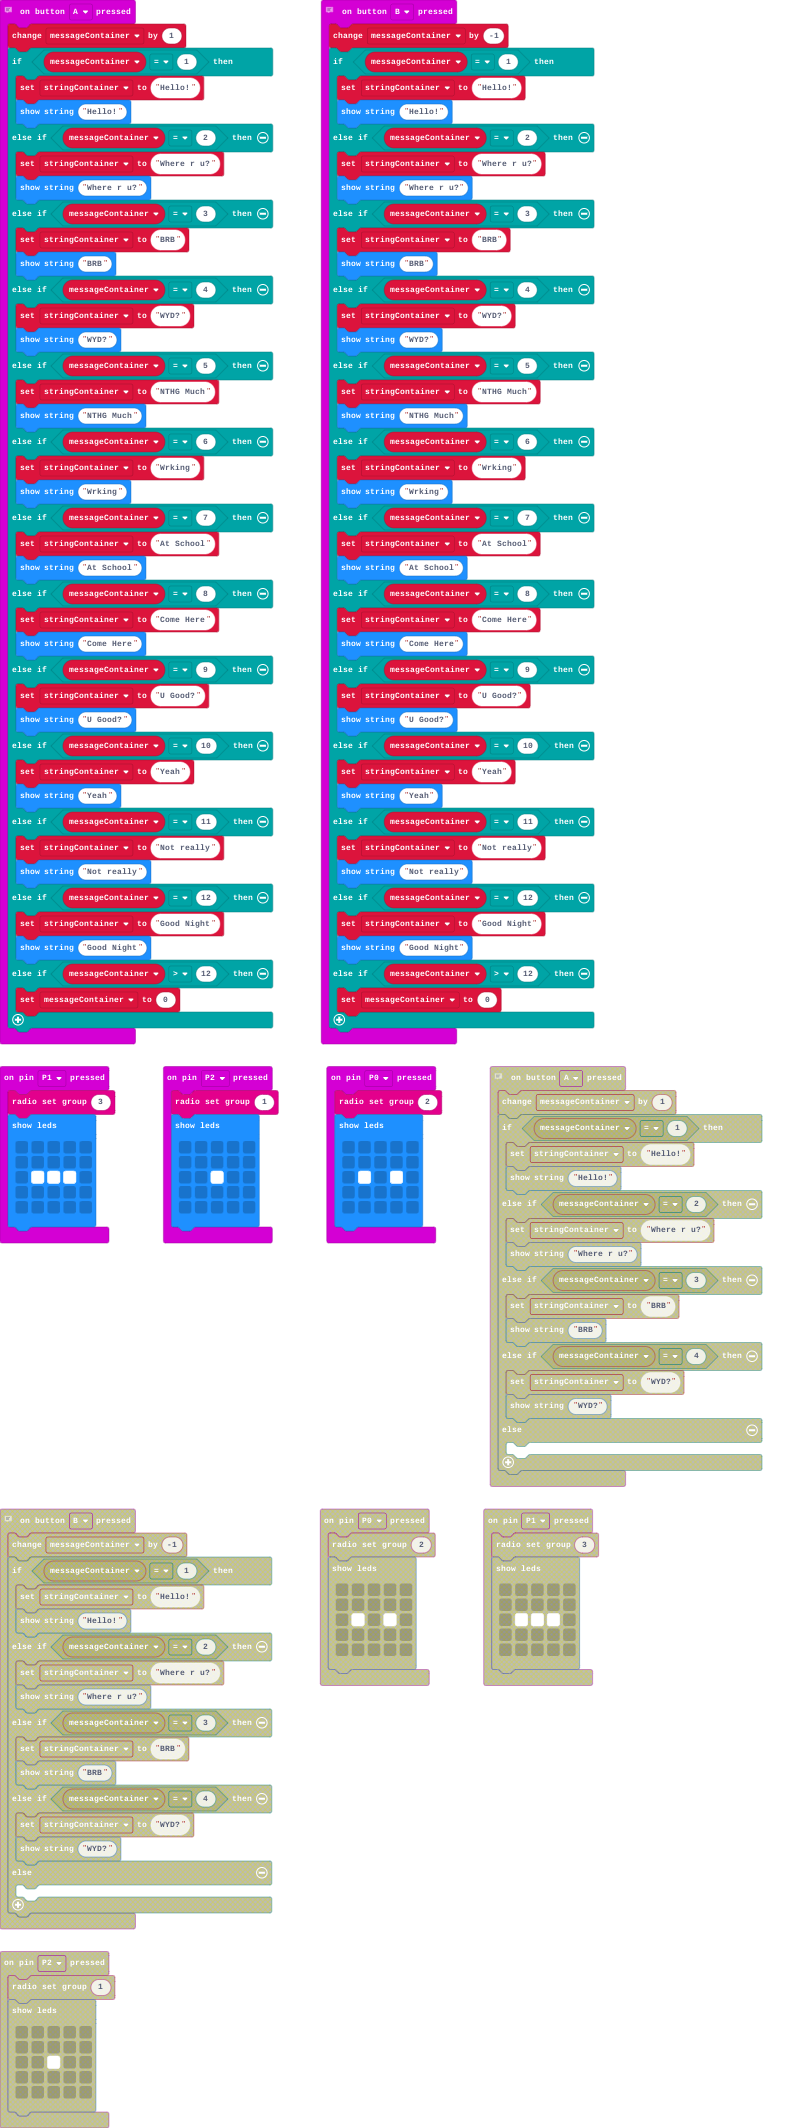 on button A pressed
change messageContainer by 1
if messageContainer = 1 then
set stringContainer to "Hello!"
show string "Hello!"
else if messageContainer = 2 then
set stringContainer to "Where r u?"
show string "Where r u?"
else if messageContainer = 3 then
set stringContainer to "BRB"
show string "BRB"
else if messageContainer = 4 then
set stringContainer to "WYD?"
show string "WYD?"
else if messageContainer = 5 then
set stringContainer to "NTHG Much"
show string "NTHG Much"
else if messageContainer = 6 then
set stringContainer to "Wrking"
show string "Wrking"
else if messageContainer = 7 then
set stringContainer to "At School"
show string "At School"
else if messageContainer = 8 then
set stringContainer to "Come Here"
show string "Come Here"
else if messageContainer = 9 then
set stringContainer to "U Good?"
show string "U Good?"
else if messageContainer = 10 then
set stringContainer to "Yeah"
show string "Yeah"
else if messageContainer = 11 then
set stringContainer to "Not really"
show string "Not really"
else if messageContainer = 12 then
set stringContainer to "Good Night"
show string "Good Night"
else if messageContainer > 12 then
set messageContainer to 0
on button B pressed
change messageContainer by -1
if messageContainer = 1 then
set stringContainer to "Hello!"
show string "Hello!"
else if messageContainer = 2 then
set stringContainer to "Where r u?"
show string "Where r u?"
else if messageContainer = 3 then
set stringContainer to "BRB"
show string "BRB"
else if messageContainer = 4 then
set stringContainer to "WYD?"
show string "WYD?"
else if messageContainer = 5 then
set stringContainer to "NTHG Much"
show string "NTHG Much"
else if messageContainer = 6 then
set stringContainer to "Wrking"
show string "Wrking"
else if messageContainer = 7 then
set stringContainer to "At School"
show string "At School"
else if messageContainer = 8 then
set stringContainer to "Come Here"
show string "Come Here"
else if messageContainer = 9 then
set stringContainer to "U Good?"
show string "U Good?"
else if messageContainer = 10 then
set stringContainer to "Yeah"
show string "Yeah"
else if messageContainer = 11 then
set stringContainer to "Not really"
show string "Not really"
else if messageContainer = 12 then
set stringContainer to "Good Night"
show string "Good Night"
else if messageContainer > 12 then
set messageContainer to 0
on pin P1 pressed
radio set group 3
show leds
on pin P2 pressed
radio set group 1
show leds
on pin P0 pressed
radio set group 2
show leds
on button A pressed
change messageContainer by 1
if messageContainer = 1 then
set stringContainer to "Hello!"
show string "Hello!"
else if messageContainer = 2 then
set stringContainer to "Where r u?"
show string "Where r u?"
else if messageContainer = 3 then
set stringContainer to "BRB"
show string "BRB"
else if messageContainer = 4 then
set stringContainer to "WYD?"
show string "WYD?"
else
on button B pressed
change messageContainer by -1
if messageContainer = 1 then
set stringContainer to "Hello!"
show string "Hello!"
else if messageContainer = 2 then
set stringContainer to "Where r u?"
show string "Where r u?"
else if messageContainer = 3 then
set stringContainer to "BRB"
show string "BRB"
else if messageContainer = 4 then
set stringContainer to "WYD?"
show string "WYD?"
else
on pin P0 pressed
radio set group 2
show leds
on pin P1 pressed
radio set group 3
show leds
on pin P2 pressed
radio set group 1
show leds